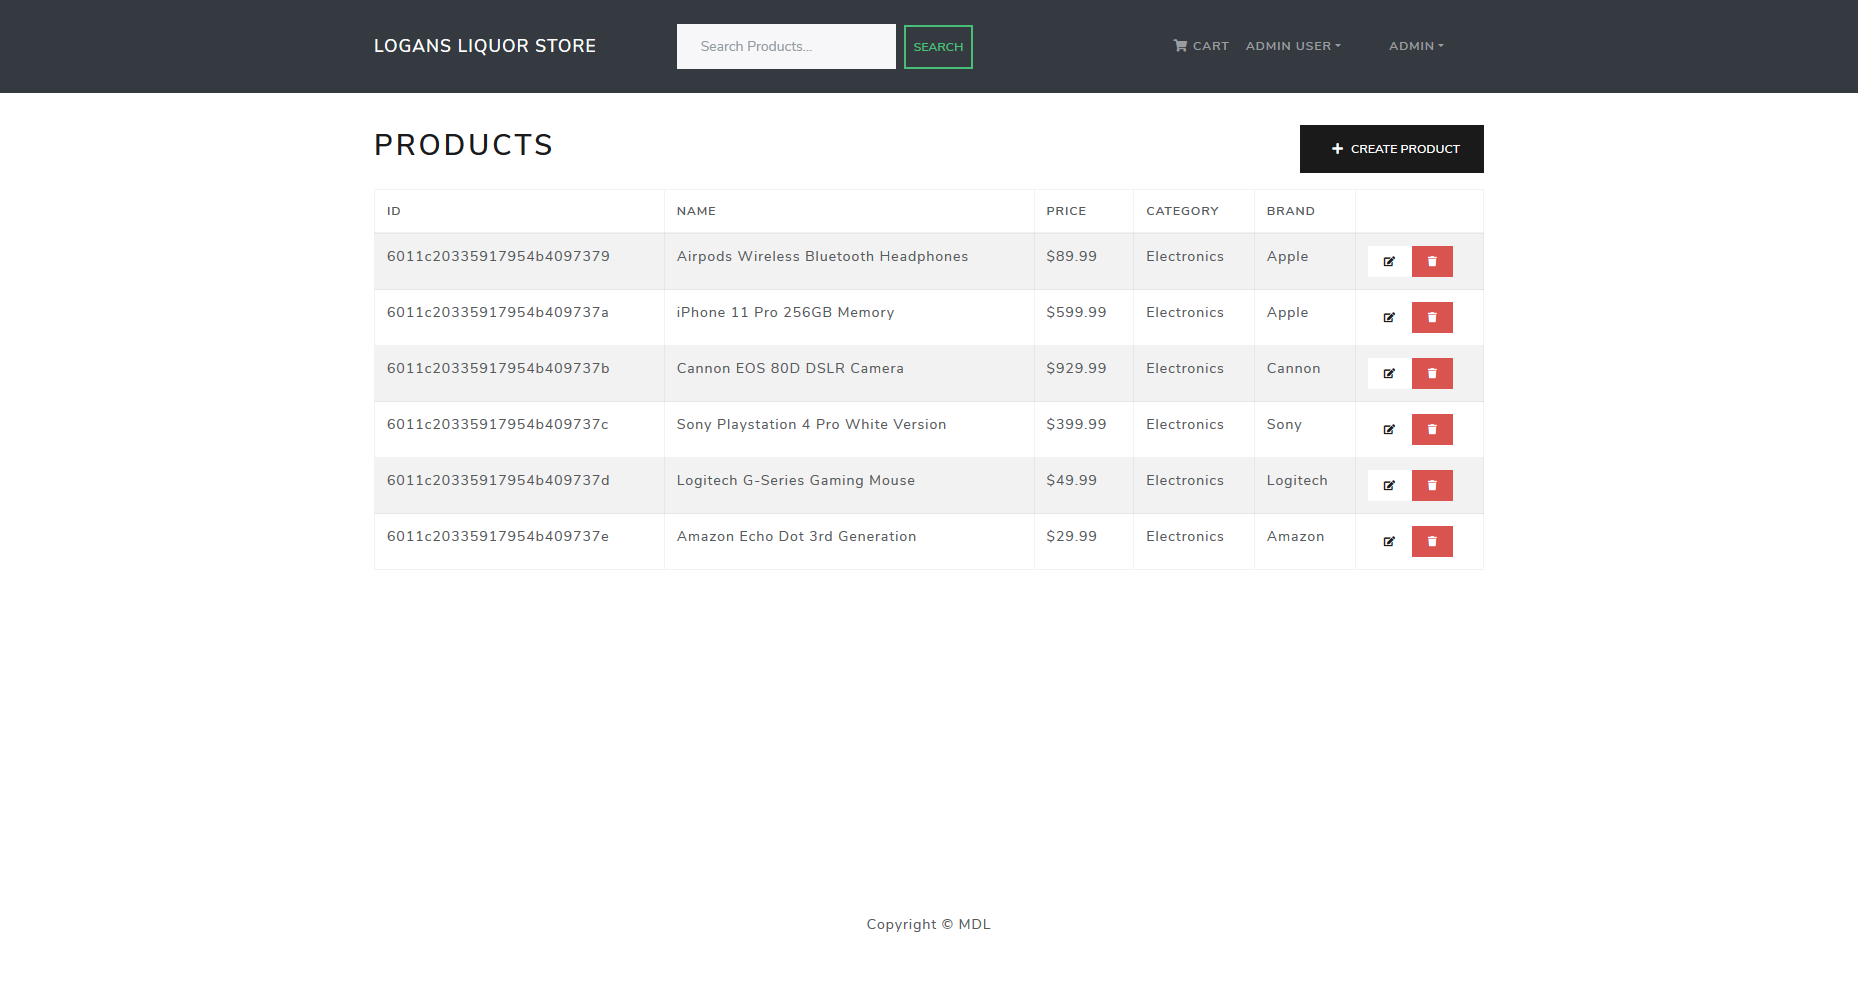 LOGANS LIQUOR STORE Search Products... SEARCH CART ADMIN USER ADMIN
PRODUCTS CREATE PRODUCT
ID NAME PRICE CATEGORY BRAND
6011c20335917954b4097379 Airpods Wireless Bluetooth Headphones $89.99 Electronics Apple
6011c20335917954b409737a iPhone 11 Pro 256GB Memory $599.99 Electronics Apple
6011c20335917954b409737b Cannon EOS 80D DSLR Camera $929.99 Electronics Cannon
6011c20335917954b409737c Sony Playstation 4 Pro White Version $399.99 Electronics Sony
6011c20335917954b409737d Logitech G-Series Gaming Mouse $49.99 Electronics Logitech
6011c20335917954b409737e Amazon Echo Dot 3rd Generation $29.99 Electronics Amazon
Copyright © MDL